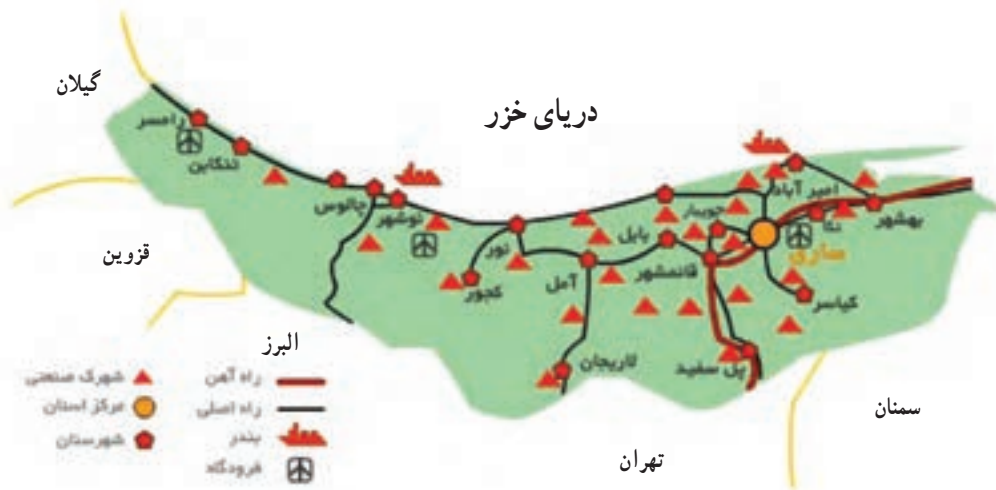 گیلان
دریای خزر
رامسر
تنکابن
چالوس
نوشهر
نور
کجور
آمل
بابل
جویبار
قائمشهر
امیر آباد
نکا
بهشهر
ساری
کیاسر
پل سفید
لاریجان
قزوین
البرز
تهران
سمنان
راه آهن
راه اصلی
بندر
فرودگاه
شهرک صنعتی
مرکز استان
شهرستان